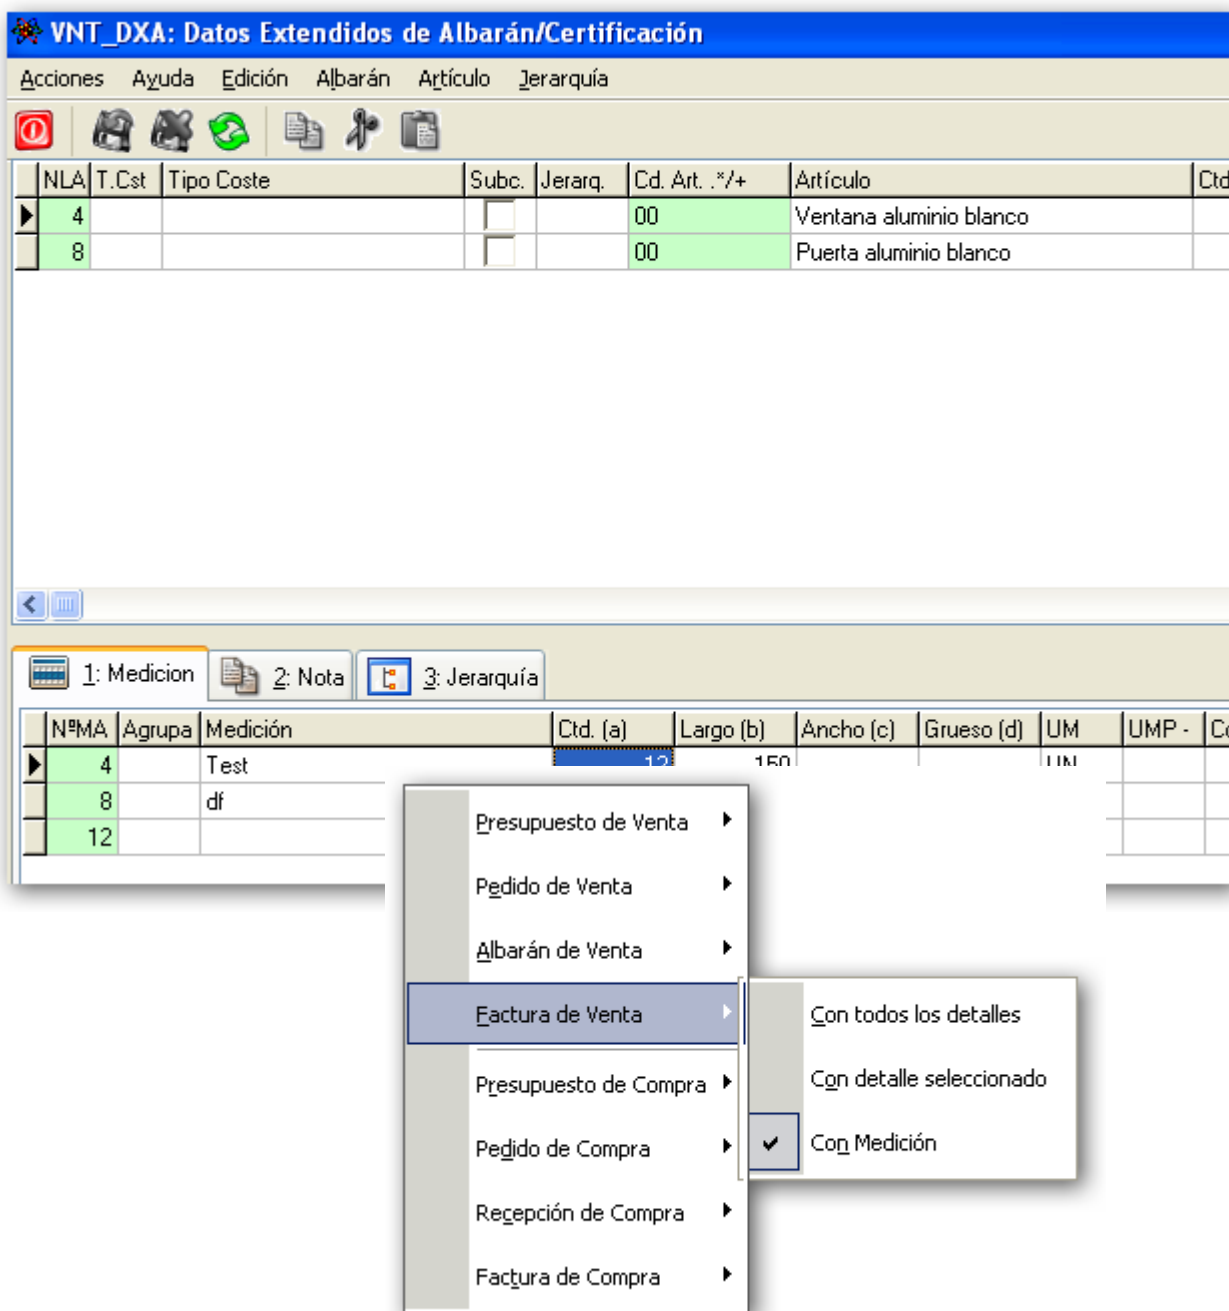 VNT_DXA: Datos Extendidos de Albarán/Certificación
Acciones Ayuda Edición Albarán Artículo Jerarquía
NLA T.Cst Tipo Coste Subc. Jerarq. Cd. Art. .*/+ Artículo Ctd
4 00 Ventana aluminio blanco
8 00 Puerta aluminio blanco
1: Medicion 2: Nota 3: Jerarquía
NºMA Agrupa Medición Ctd. (a) Largo (b) Ancho (c) Grueso (d) UM UMP - Co
4 Test 12 150 UN
8 df
12
Presupuesto de Venta
Pedido de Venta
Albarán de Venta
Factura de Venta
Con todos los detalles
Con detalle seleccionado
Con Medición
Presupuesto de Compra
Pedido de Compra
Recepción de Compra
Factura de Compra